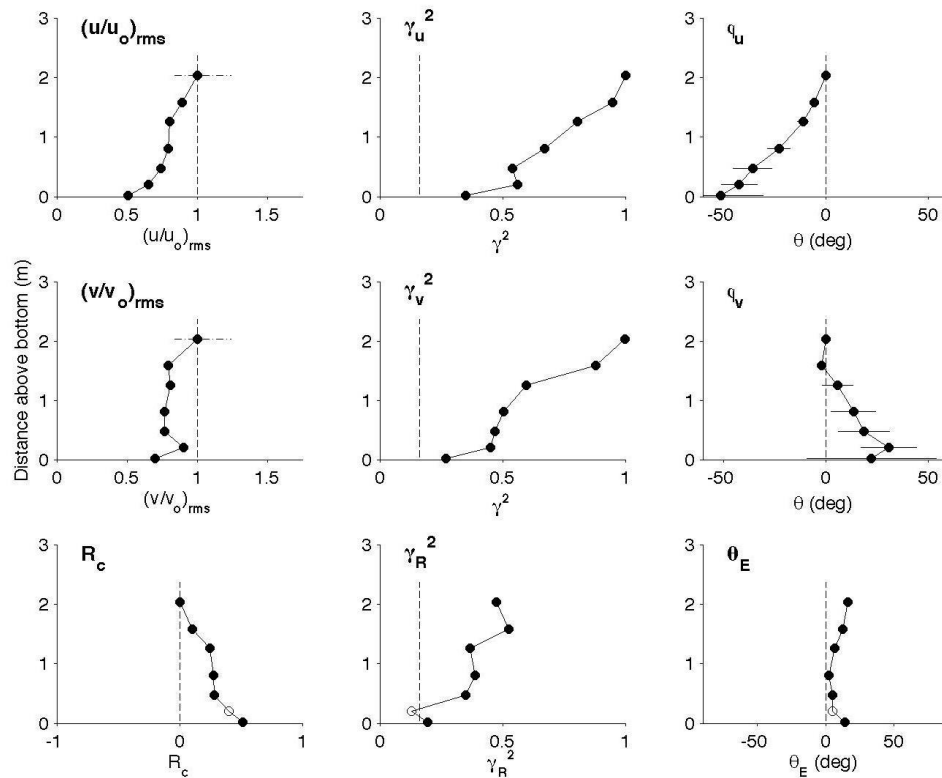 (u/u_o)_rms
γ_u^2
q_u
3
2
1
0
0 0.5 1 1.5
(u/u_o)_rms
3
2
1
0
0 0.5 1
γ^2
3
2
1
0
-50 0 50
θ (deg)
Distance above bottom (m)
(v/v_o)_rms
γ_v^2
q_v
3
2
1
0
0 0.5 1 1.5
(v/v_o)_rms
3
2
1
0
0 0.5 1
γ^2
3
2
1
0
-50 0 50
θ (deg)
R_c
γ_R^2
θ_E
3
2
1
0
-1 0 1
R_c
3
2
1
0
0 0.5 1
γ_R^2
3
2
1
0
-50 0 50
θ_E (deg)